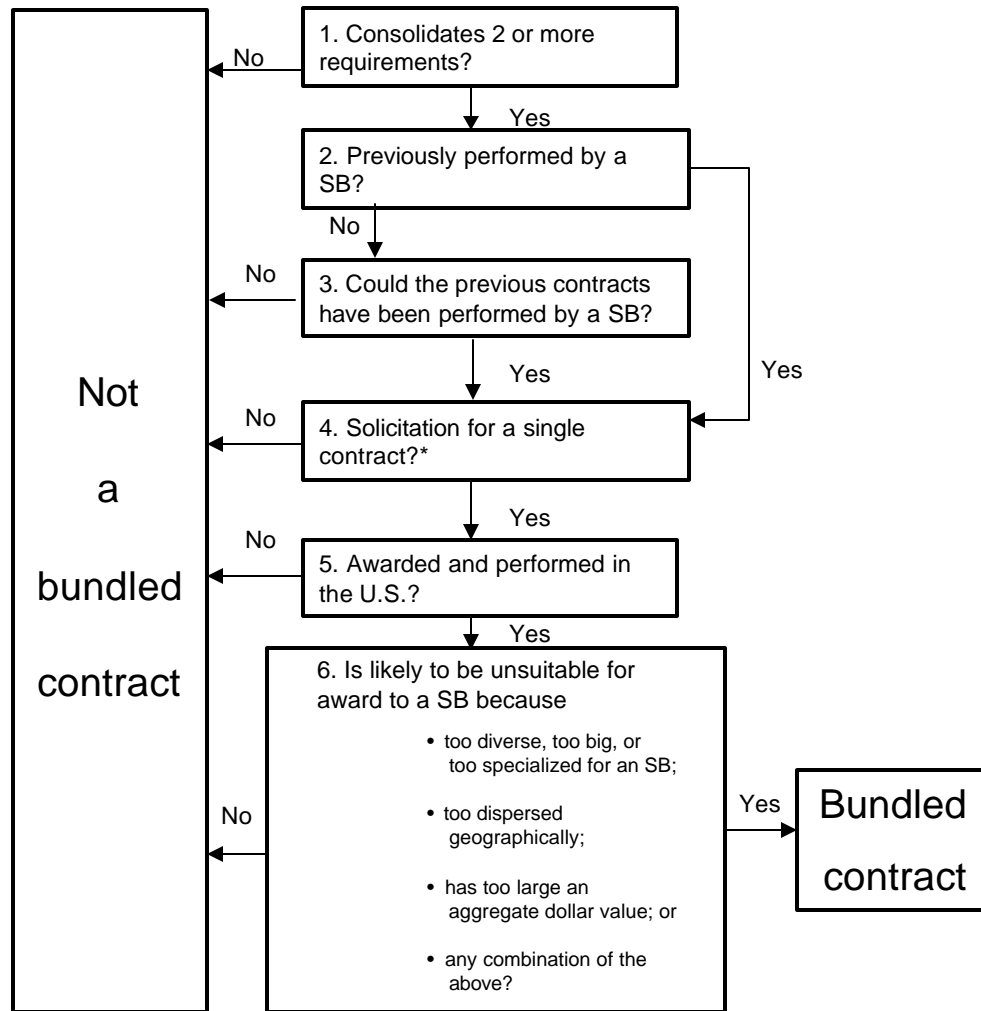 1. Consolidates 2 or more
requirements?
No
Yes
2. Previously performed by a
SB?
No
Yes
3. Could the previous contracts
have been performed by a SB?
No
Yes
4. Solicitation for a single
contract?*
No
Yes
5. Awarded and performed in
the U.S.?
No
Yes
6. Is likely to be unsuitable for
award to a SB because
• too diverse, too big, or
too specialized for an SB;
• too dispersed
geographically;
• has too large an
aggregate dollar value; or
• any combination of the
above?
No
Yes
Not
a
bundled
contract
Bundled
contract